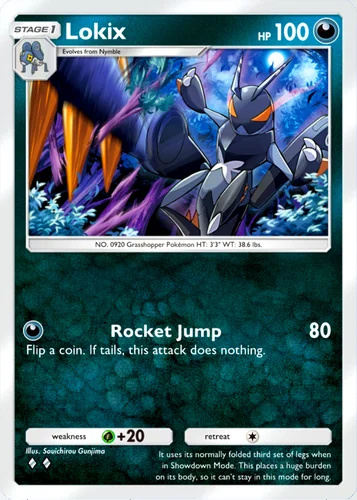 STAGE 1
Lokix
HP 100
Evolves from Nymble
NO. 0920 Grasshopper Pokémon HT: 3'3" WT: 38.6 lbs.
Rocket Jump 80
Flip a coin. If tails, this attack does nothing.
weakness +20
retreat
Illus. Souichirou Gunjima
It uses its normally folded third set of legs when
in Showdown Mode. This places a huge burden
on its body, so it can't stay in this mode for long.